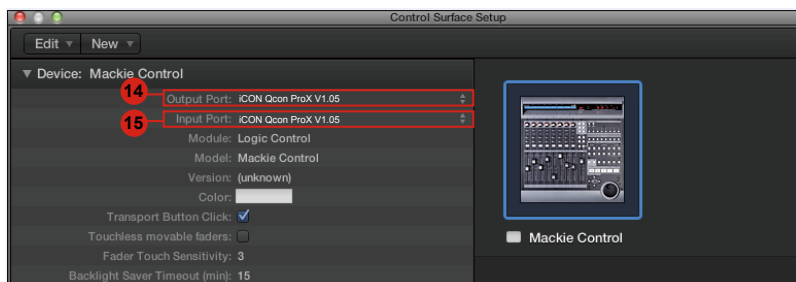 Control Surface Setup
Edit New
Device: Mackie Control
14 Output Port: iCON Qcon ProX V1.05
15 Input Port: iCON Qcon ProX V1.05
Module: Logic Control
Model: Mackie Control
Version: (unknown)
Color:
Transport Button Click:
Touchless movable faders:
Fader Touch Sensitivity: 3
Backlight Saver Timeout (min): 15
Mackie Control